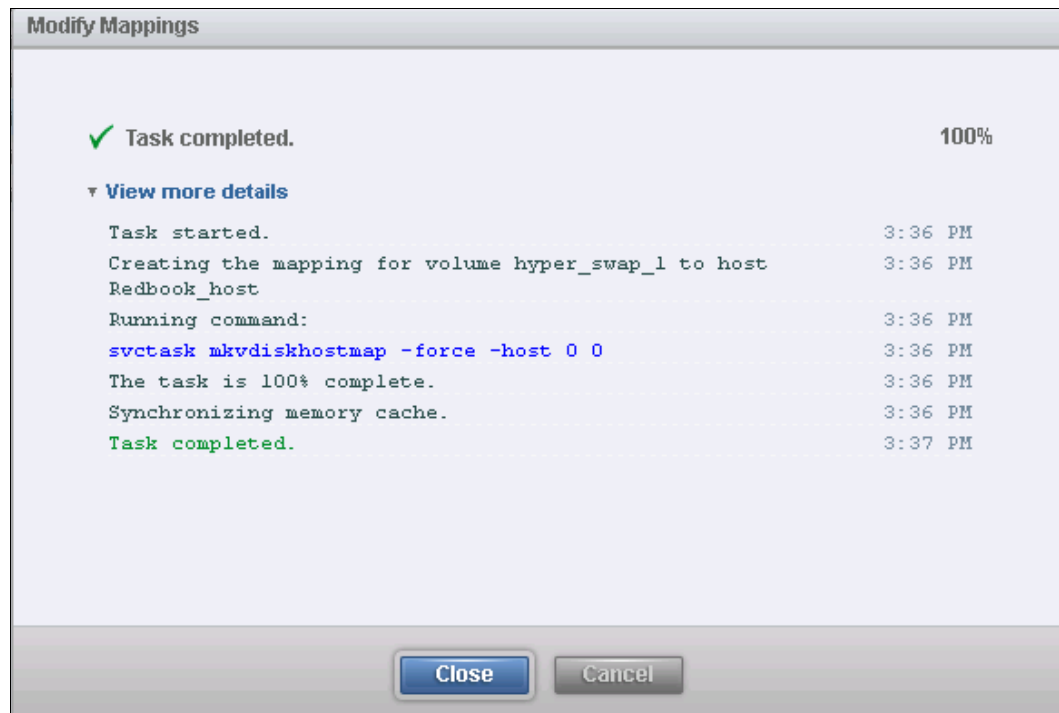 Modify Mappings
Task completed. 100%
View more details
Task started. 3:36 PM
Creating the mapping for volume hyper_swap_1 to host 3:36 PM
Redbook_host
Running command: 3:36 PM
svctask mkvdiskhostmap -force -host 0 0 3:36 PM
The task is 100% complete. 3:36 PM
Synchronizing memory cache. 3:36 PM
Task completed. 3:37 PM
Close Cancel